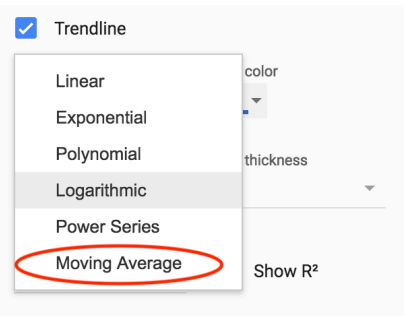 Trendline
Linear
color
Exponential
Polynomial
thickness
Logarithmic
Power Series
Moving Average
Show R²